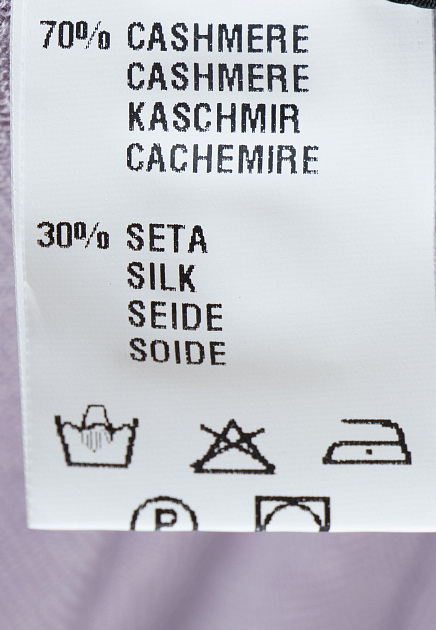 70% CASHMERE
CASHMERE
KASCHMIR
CACHEMIRE
30% SETA
SILK
SEIDE
SOIDE
P